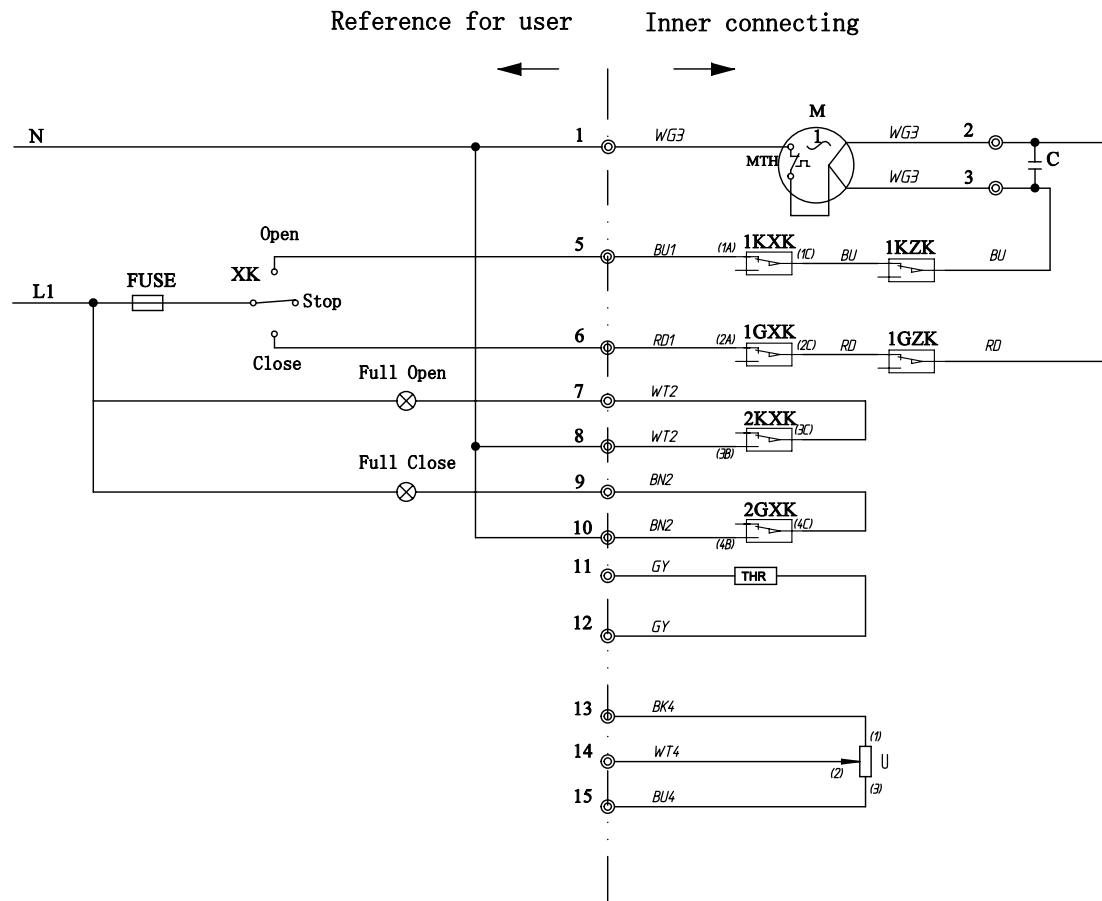 Reference for user
Inner connecting
M
N
1
WG3
1
WG3
2
MTH
C
WG3
3
Open
5
BU1
(1A)
1KXK
(1C)
BU
1KZK
BU
XK
L1
FUSE
Stop
6
RD1
(2A)
1GXK
(2C)
RD
1GZK
RD
Close
Full Open
7
WT2
2KXK
(3C)
8
WT2
(3B)
Full Close
9
BN2
2GXK
(4C)
10
BN2
(4B)
11
GY
THR
12
GY
13
BK4
(1)
14
WT4
(2)
U
15
BU4
(3)